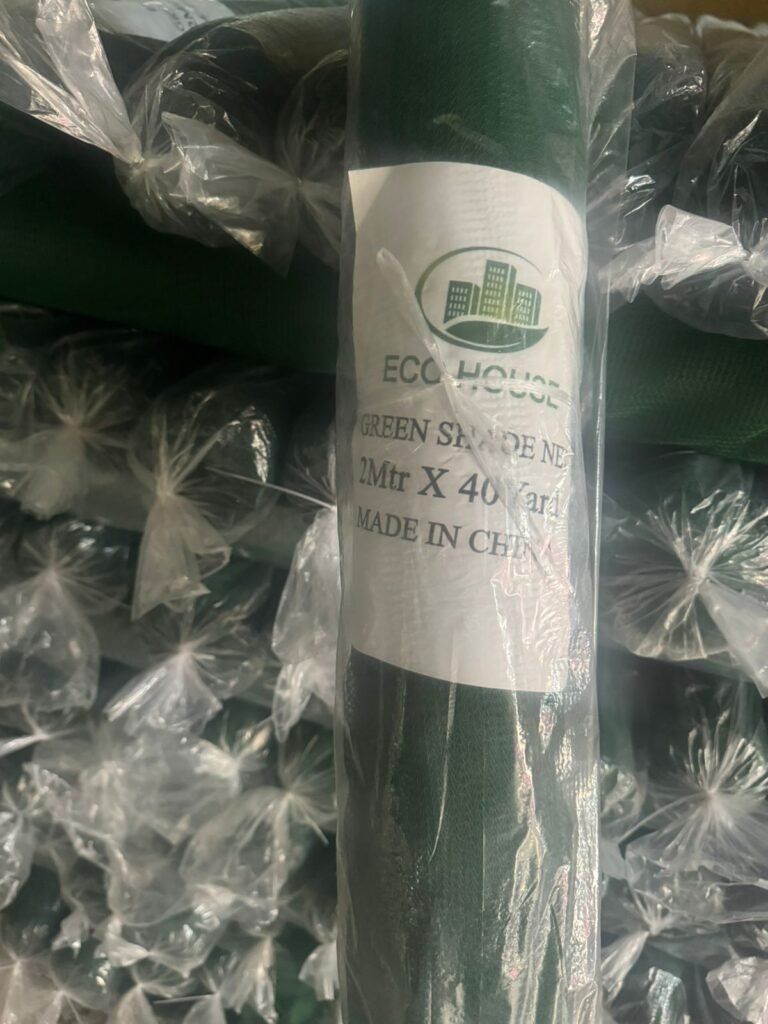 ECO HOUSE
GREEN SHADE NET
2Mtr X 40 Yard
MADE IN CHINA